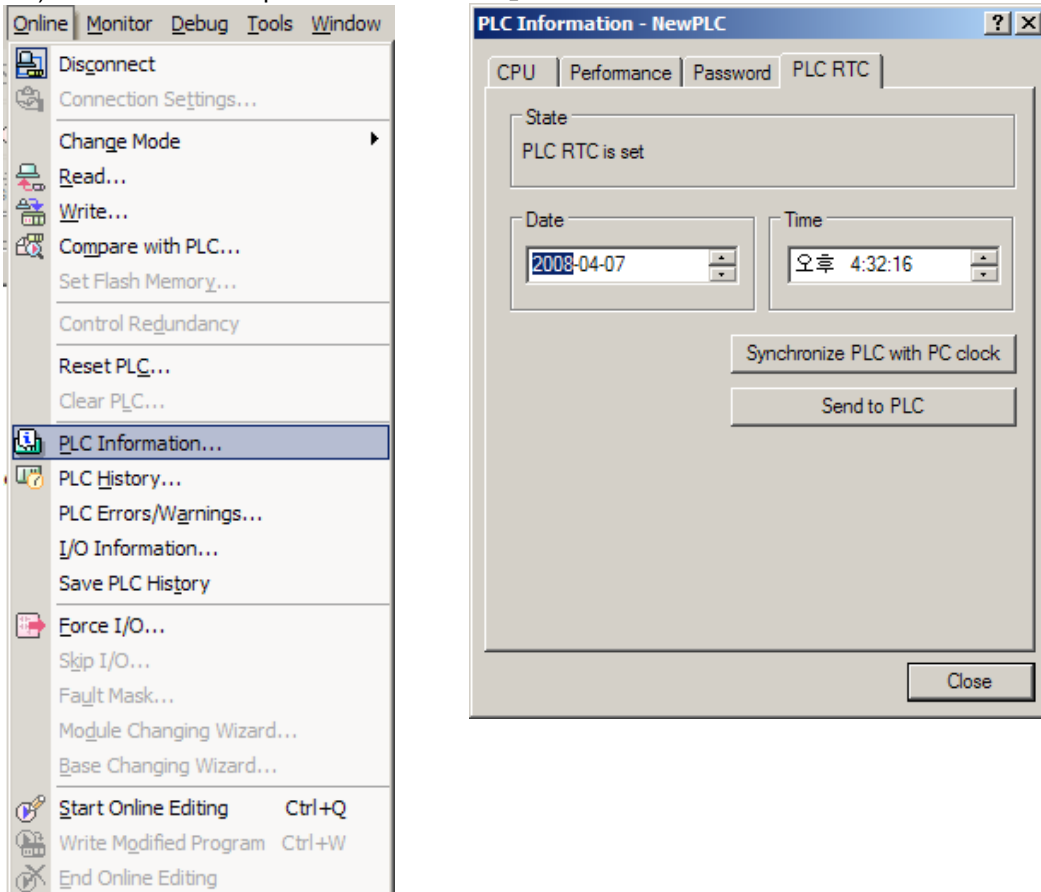 Online Monitor Debug Tools Window
Disconnect
Connection Settings...
Change Mode
Read...
Write...
Compare with PLC...
Set Flash Memory...
Control Redundancy
Reset PLC...
Clear PLC...
PLC Information...
PLC History...
PLC Errors/Warnings...
I/O Information...
Save PLC History
Force I/O...
Skip I/O...
Fault Mask...
Module Changing Wizard...
Base Changing Wizard...
Start Online Editing Ctrl+Q
Write Modified Program Ctrl+W
End Online Editing
PLC Information - NewPLC
CPU Performance Password PLC RTC
State
PLC RTC is set
Date Time
2008-04-07 오후 4:32:16
Synchronize PLC with PC clock
Send to PLC
Close